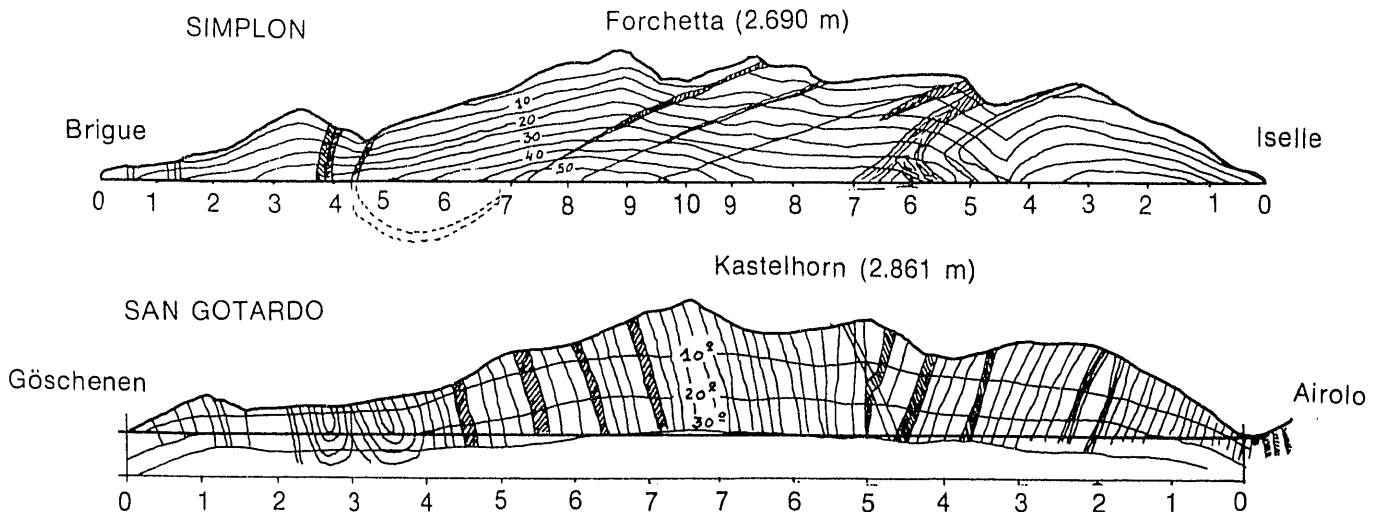 SIMPLON
Forchetta (2.690 m)
Brigue
Iselle
10
20
30
40
50
0 1 2 3 4 5 6 7 8 9 10 9 8 7 6 5 4 3 2 1 0
Kastelhorn (2.861 m)
SAN GOTARDO
Göschenen
Airolo
10º
20º
30º
0 1 2 3 4 5 6 7 7 6 5 4 3 2 1 0